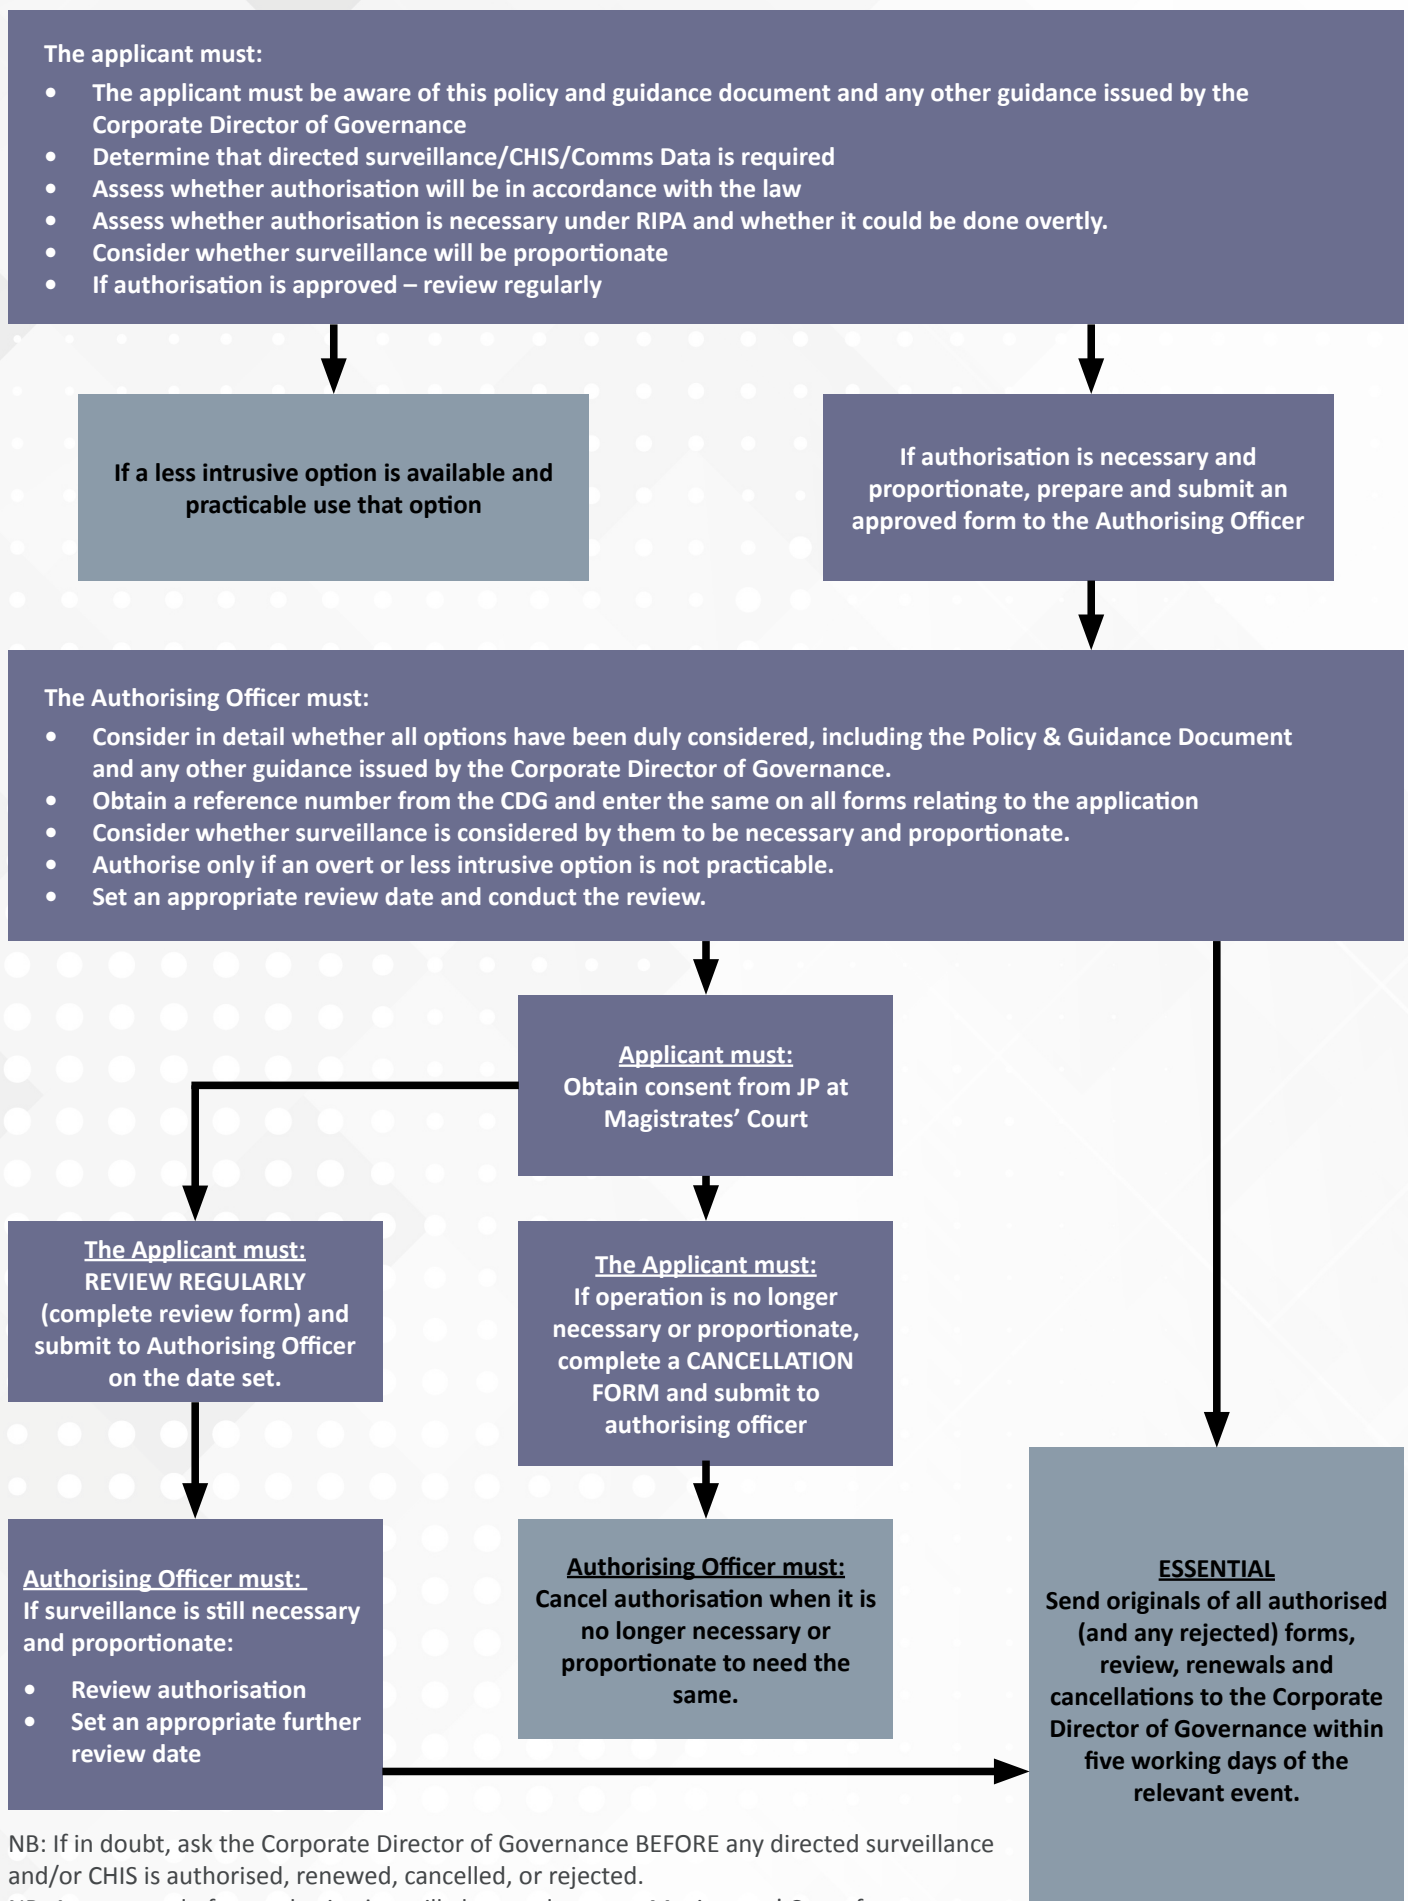 The applicant must:
• The applicant must be aware of this policy and guidance document and any other guidance issued by the
Corporate Director of Governance
• Determine that directed surveillance/CHIS/Comms Data is required
• Assess whether authorisation will be in accordance with the law
• Assess whether authorisation is necessary under RIPA and whether it could be done overtly.
• Consider whether surveillance will be proportionate
• If authorisation is approved – review regularly
If a less intrusive option is available and
practicable use that option
If authorisation is necessary and
proportionate, prepare and submit an
approved form to the Authorising Officer
The Authorising Officer must:
• Consider in detail whether all options have been duly considered, including the Policy & Guidance Document
and any other guidance issued by the Corporate Director of Governance.
• Obtain a reference number from the CDG and enter the same on all forms relating to the application
• Consider whether surveillance is considered by them to be necessary and proportionate.
• Authorise only if an overt or less intrusive option is not practicable.
• Set an appropriate review date and conduct the review.
Applicant must:
Obtain consent from JP at
Magistrates’ Court
The Applicant must:
REVIEW REGULARLY
(complete review form) and
submit to Authorising Officer
on the date set.
The Applicant must:
If operation is no longer
necessary or proportionate,
complete a CANCELLATION
FORM and submit to
authorising officer
Authorising Officer must:
If surveillance is still necessary
and proportionate:
• Review authorisation
• Set an appropriate further
review date
Authorising Officer must:
Cancel authorisation when it is
no longer necessary or
proportionate to need the
same.
ESSENTIAL
Send originals of all authorised
(and any rejected) forms,
review, renewals and
cancellations to the Corporate
Director of Governance within
five working days of the
relevant event.
NB: If in doubt, ask the Corporate Director of Governance BEFORE any directed surveillance
and/or CHIS is authorised, renewed, cancelled, or rejected.